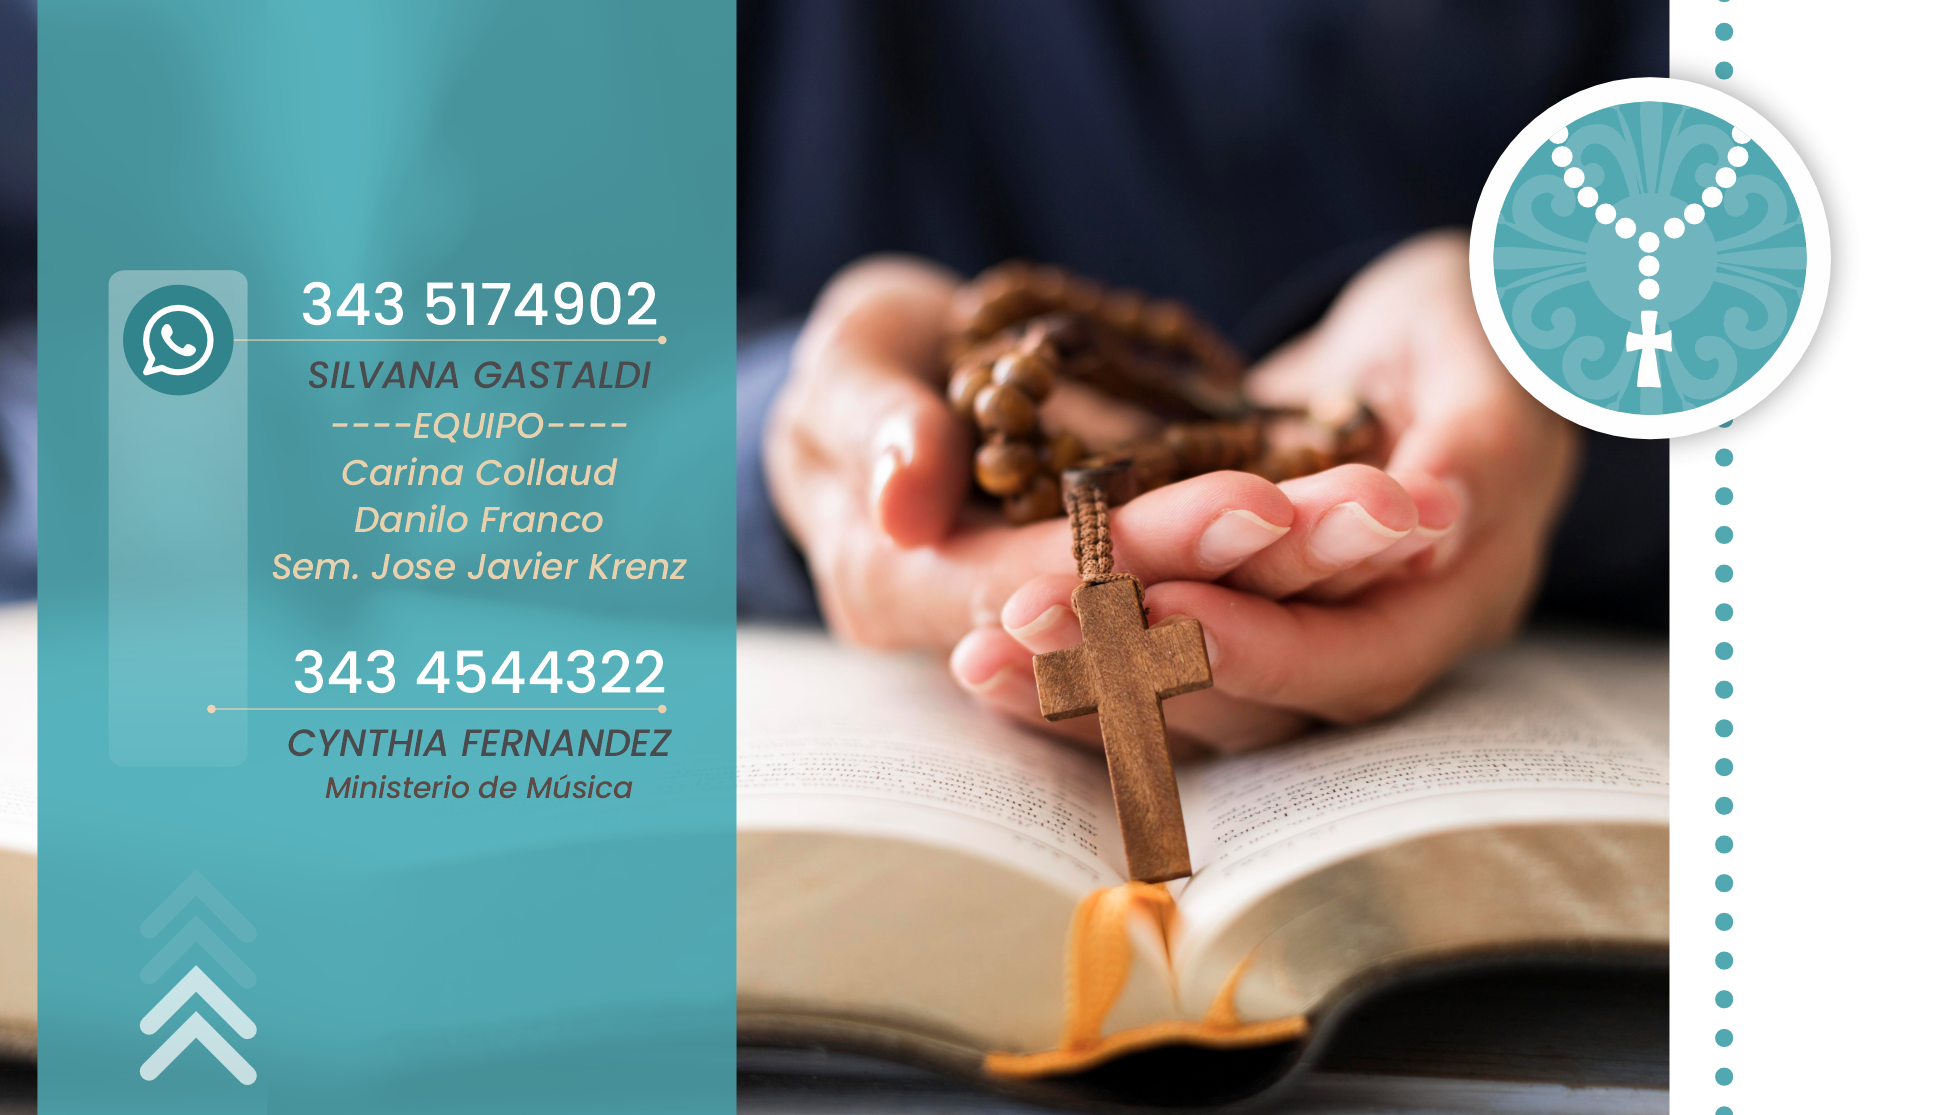 343 5174902
SILVANA GASTALDI
----EQUIPO----
Carina Collaud
Danilo Franco
Sem. Jose Javier Krenz
343 4544322
CYNTHIA FERNANDEZ
Ministerio de Música